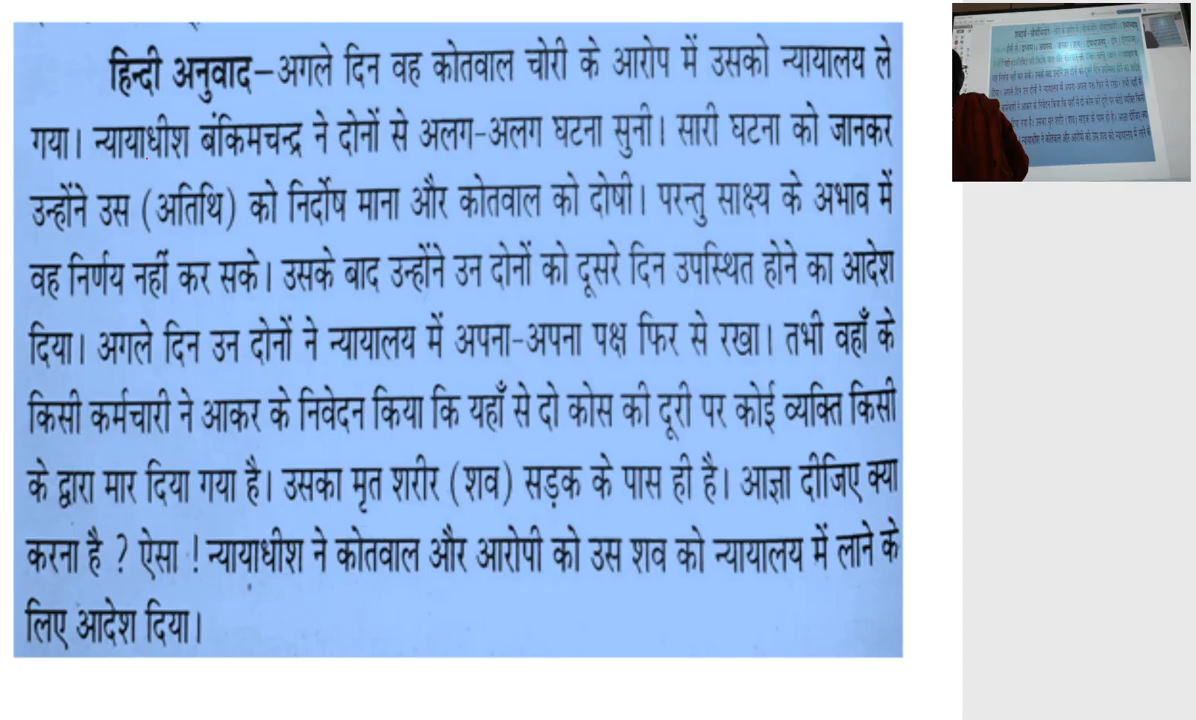 हिन्दी अनुवाद–अगले दिन वह कोतवाल चोरी के आरोप में उसको न्यायालय ले
गया। न्यायाधीश बंकिमचन्द्र ने दोनों से अलग-अलग घटना सुनी। सारी घटना को जानकर
उन्होंने उस (अतिथि) को निर्दोष माना और कोतवाल को दोषी। परन्तु साक्ष्य के अभाव में
वह निर्णय नहीं कर सके। उसके बाद उन्होंने उन दोनों को दूसरे दिन उपस्थित होने का आदेश
दिया। अगले दिन उन दोनों ने न्यायालय में अपना-अपना पक्ष फिर से रखा। तभी वहाँ के
किसी कर्मचारी ने आकर के निवेदन किया कि यहाँ से दो कोस की दूरी पर कोई व्यक्ति किसी
के द्वारा मार दिया गया है। उसका मृत शरीर (शव) सड़क के पास ही है। आज्ञा दीजिए क्या
करना है ? ऐसा ! न्यायाधीश ने कोतवाल और आरोपी को उस शव को न्यायालय में लाने के
लिए आदेश दिया।